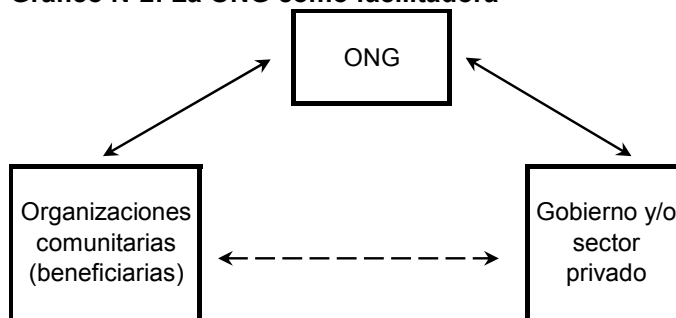 Gráfico N°2: La ONG como facilitadora
ONG
Organizaciones
comunitarias
(beneficiarias)
Gobierno y/o
sector
privado